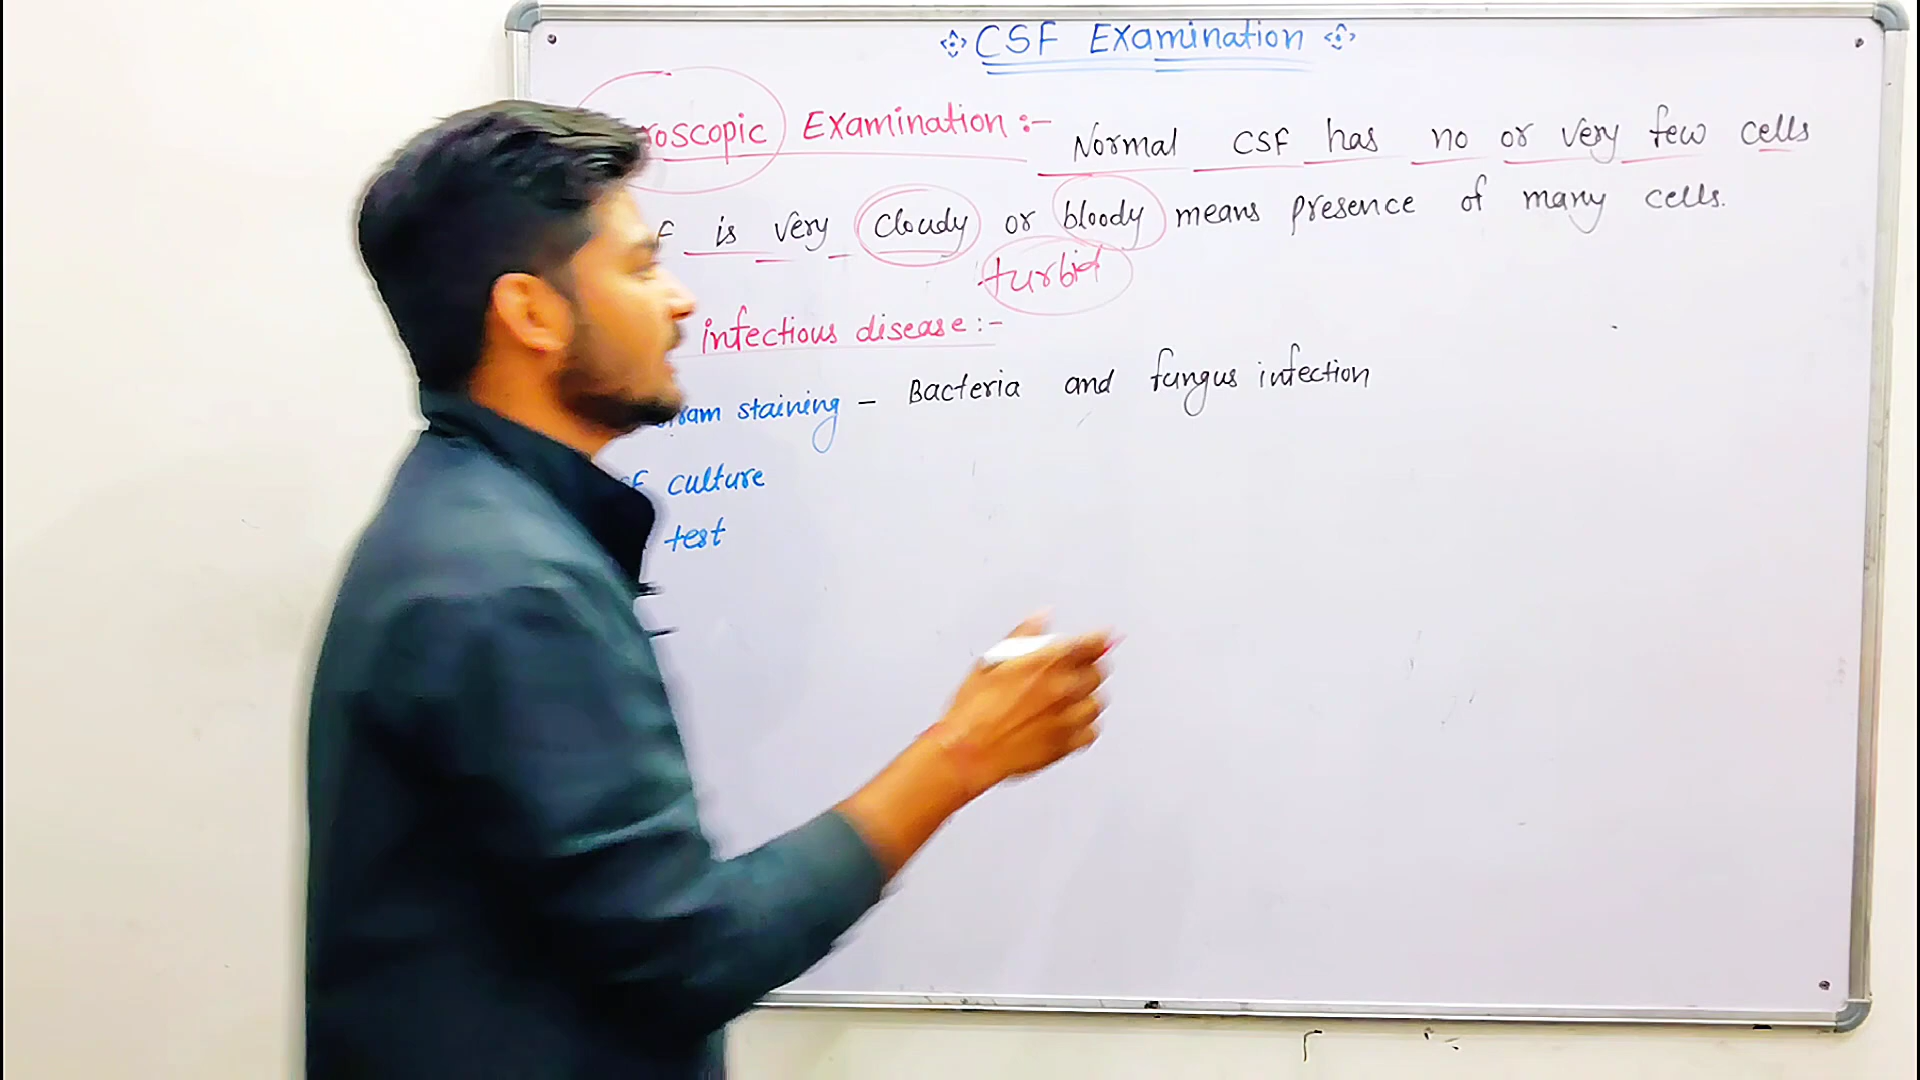 CSF Examination
roscopic Examination :- Normal CSF has no or very few cells
F is very cloudy or bloody means presence of many cells.
turbid
infectious disease :-
ram staining - Bacteria and fungus infection
culture
test